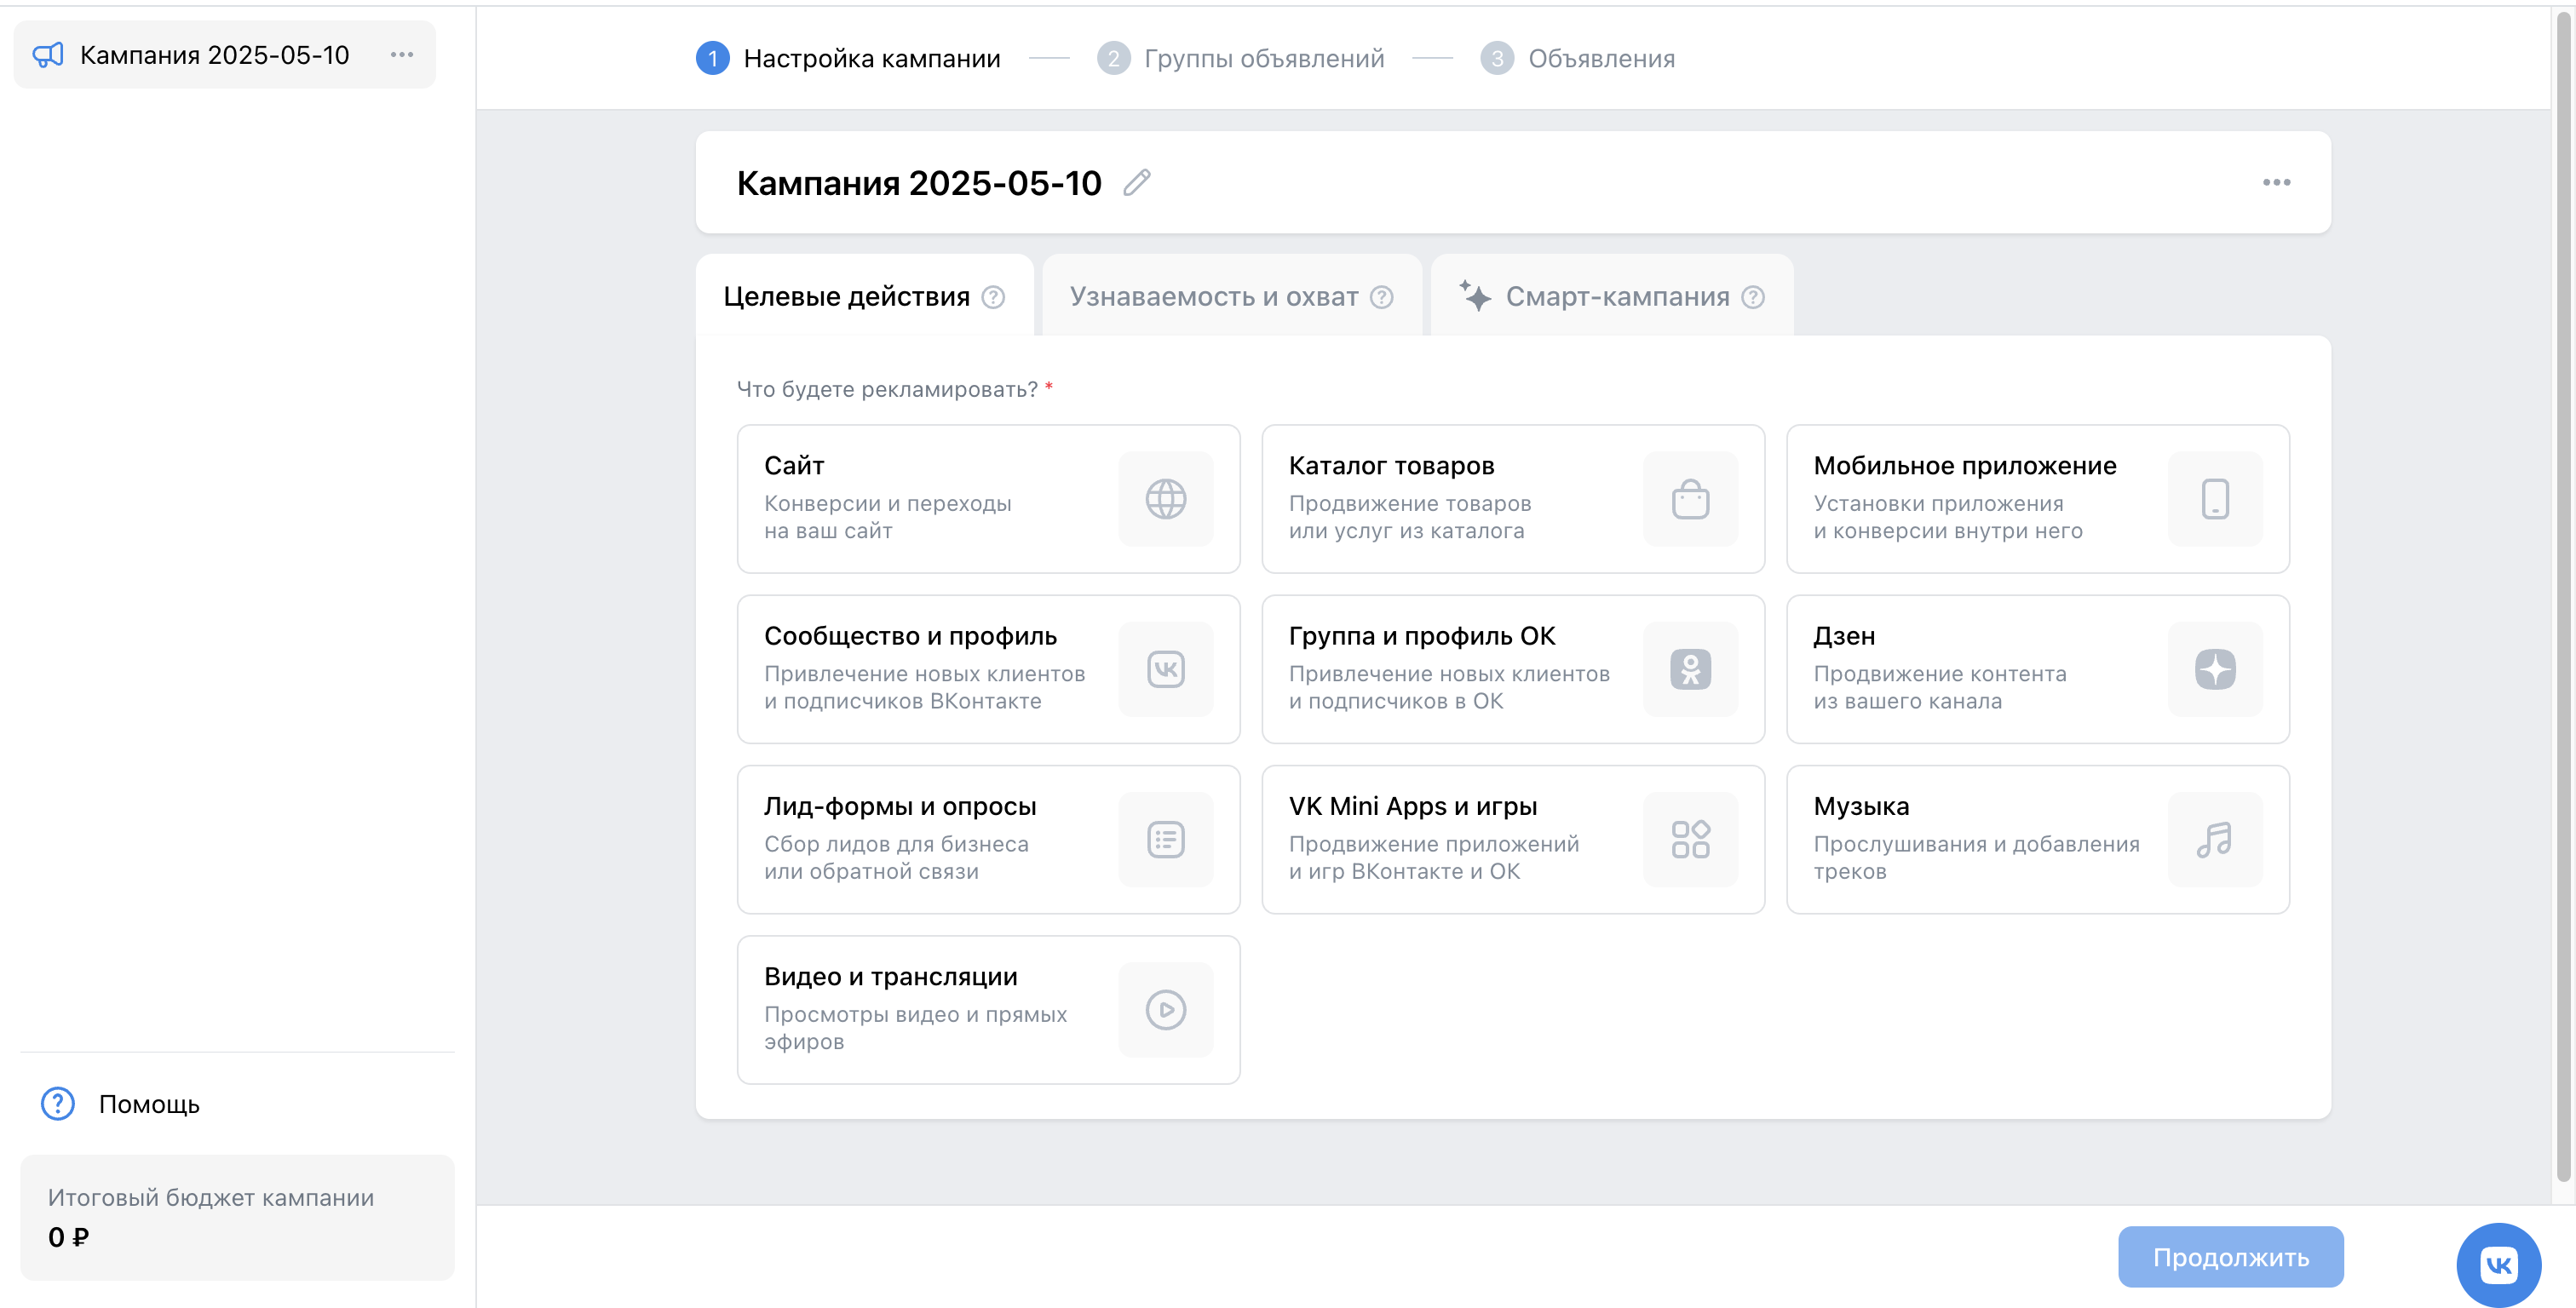 Кампания 2025-05-10
1 Настройка кампании
2 Группы объявлений
3 Объявления
Кампания 2025-05-10
Целевые действия
Узнаваемость и охват
Смарт-кампания
Что будете рекламировать? *
Сайт
Конверсии и переходы
на ваш сайт
Каталог товаров
Продвижение товаров
или услуг из каталога
Мобильное приложение
Установки приложения
и конверсии внутри него
Сообщество и профиль
Привлечение новых клиентов
и подписчиков ВКонтакте
Группа и профиль ОК
Привлечение новых клиентов
и подписчиков в ОК
Дзен
Продвижение контента
из вашего канала
Лид-формы и опросы
Сбор лидов для бизнеса
или обратной связи
VK Mini Apps и игры
Продвижение приложений
и игр ВКонтакте и ОК
Музыка
Прослушивания и добавления
треков
Видео и трансляции
Просмотры видео и прямых
эфиров
Помощь
Итоговый бюджет кампании
0 ₽
Продолжить